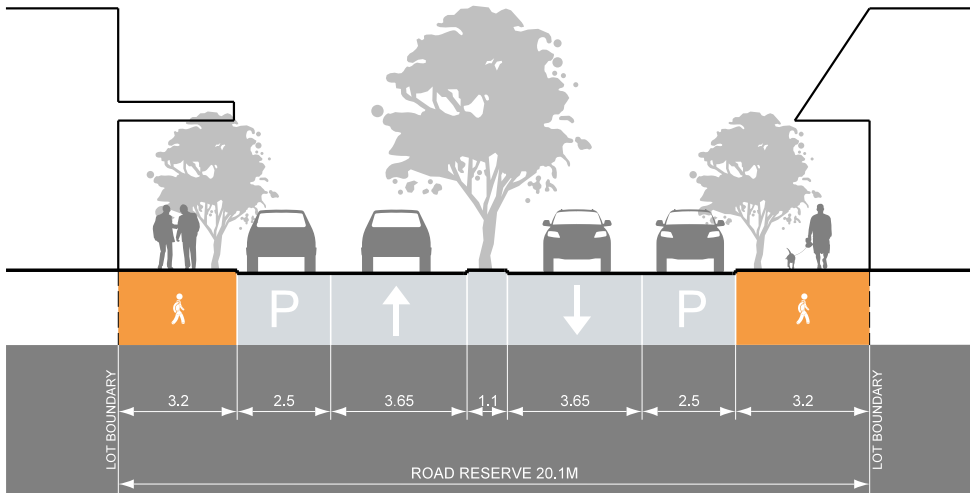 P
P
3.2
2.5
3.65
1.1
3.65
2.5
3.2
LOT BOUNDARY
LOT BOUNDARY
ROAD RESERVE 20.1M